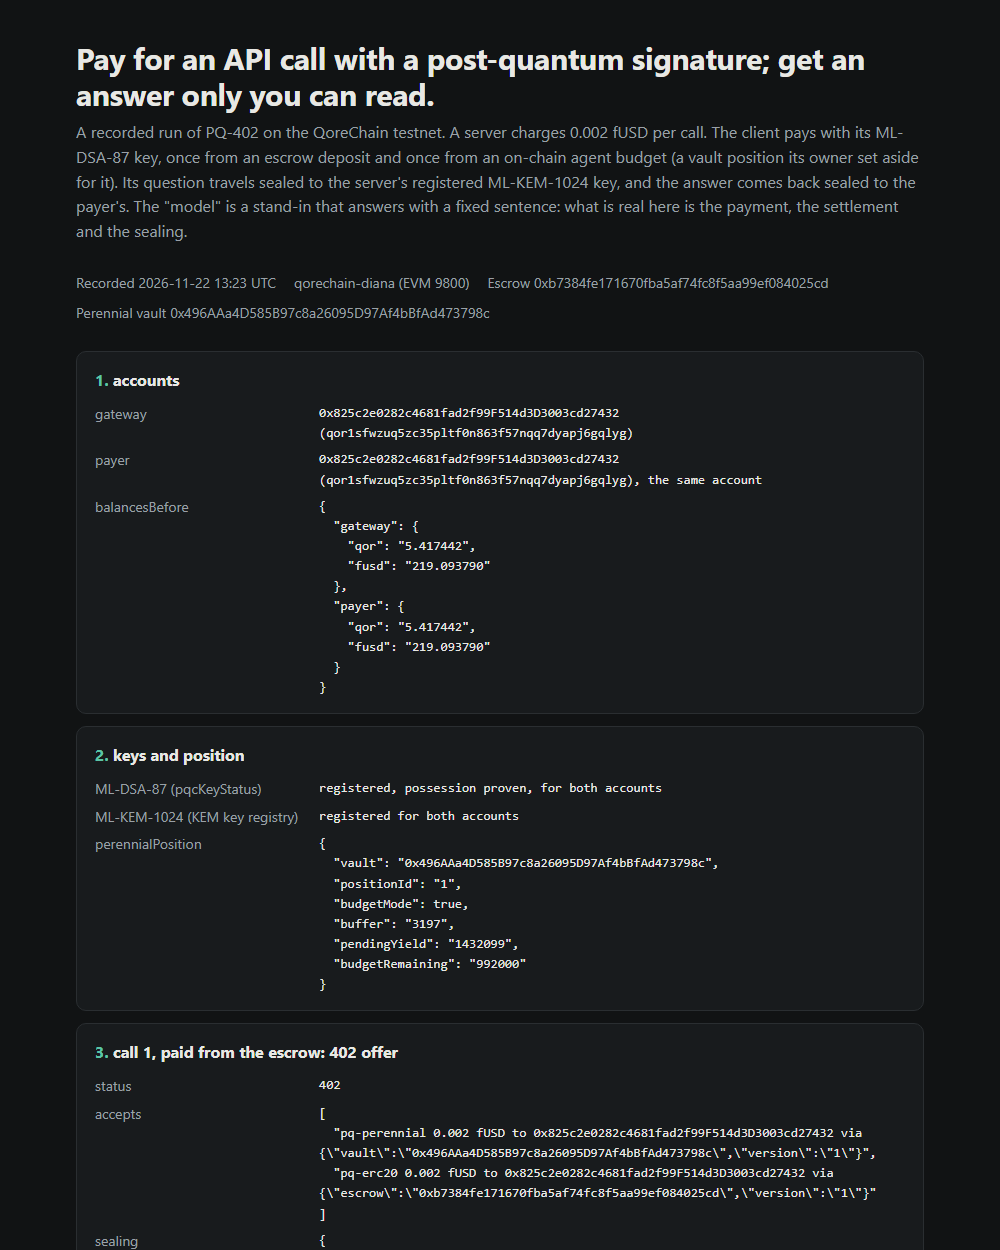 Pay for an API call with a post-quantum signature; get an
answer only you can read.
A recorded run of PQ-402 on the QoreChain testnet. A server charges 0.002 fUSD per call. The client pays with its ML-
DSA-87 key, once from an escrow deposit and once from an on-chain agent budget (a vault position its owner set aside
for it). Its question travels sealed to the server's registered ML-KEM-1024 key, and the answer comes back sealed to the
payer's. The "model" is a stand-in that answers with a fixed sentence: what is real here is the payment, the settlement
and the sealing.
Recorded 2026-11-22 13:23 UTC qorechain-diana (EVM 9800) Escrow 0xb7384fe171670fba5af74fc8f5aa99ef084025cd
Perennial vault 0x496AAa4D585B97c8a26095D97Af4bBfAd473798c
1. accounts
gateway 0x825c2e0282c4681fad2f99F514d3D3003cd27432
(qor1sfwzuq5zc35pltf0n863f57nqq7dyapj6gqlyg)
payer 0x825c2e0282c4681fad2f99F514d3D3003cd27432
(qor1sfwzuq5zc35pltf0n863f57nqq7dyapj6gqlyg), the same account
balancesBefore {
"gateway": {
"qor": "5.417442",
"fusd": "219.093790"
},
"payer": {
"qor": "5.417442",
"fusd": "219.093790"
}
}
2. keys and position
ML-DSA-87 (pqcKeyStatus) registered, possession proven, for both accounts
ML-KEM-1024 (KEM key registry) registered for both accounts
perennialPosition {
"vault": "0x496AAa4D585B97c8a26095D97Af4bBfAd473798c",
"positionId": "1",
"budgetMode": true,
"buffer": "3197",
"pendingYield": "1432099",
"budgetRemaining": "992000"
}
3. call 1, paid from the escrow: 402 offer
status 402
accepts [
"pq-perennial 0.002 fUSD to 0x825c2e0282c4681fad2f99F514d3D3003cd27432 via
{\"vault\":\"0x496AAa4D585B97c8a26095D97Af4bBfAd473798c\",\"version\":\"1\"}",
"pq-erc20 0.002 fUSD to 0x825c2e0282c4681fad2f99F514d3D3003cd27432 via
{\"escrow\":\"0xb7384fe171670fba5af74fc8f5aa99ef084025cd\",\"version\":\"1\"}"
]
sealing {